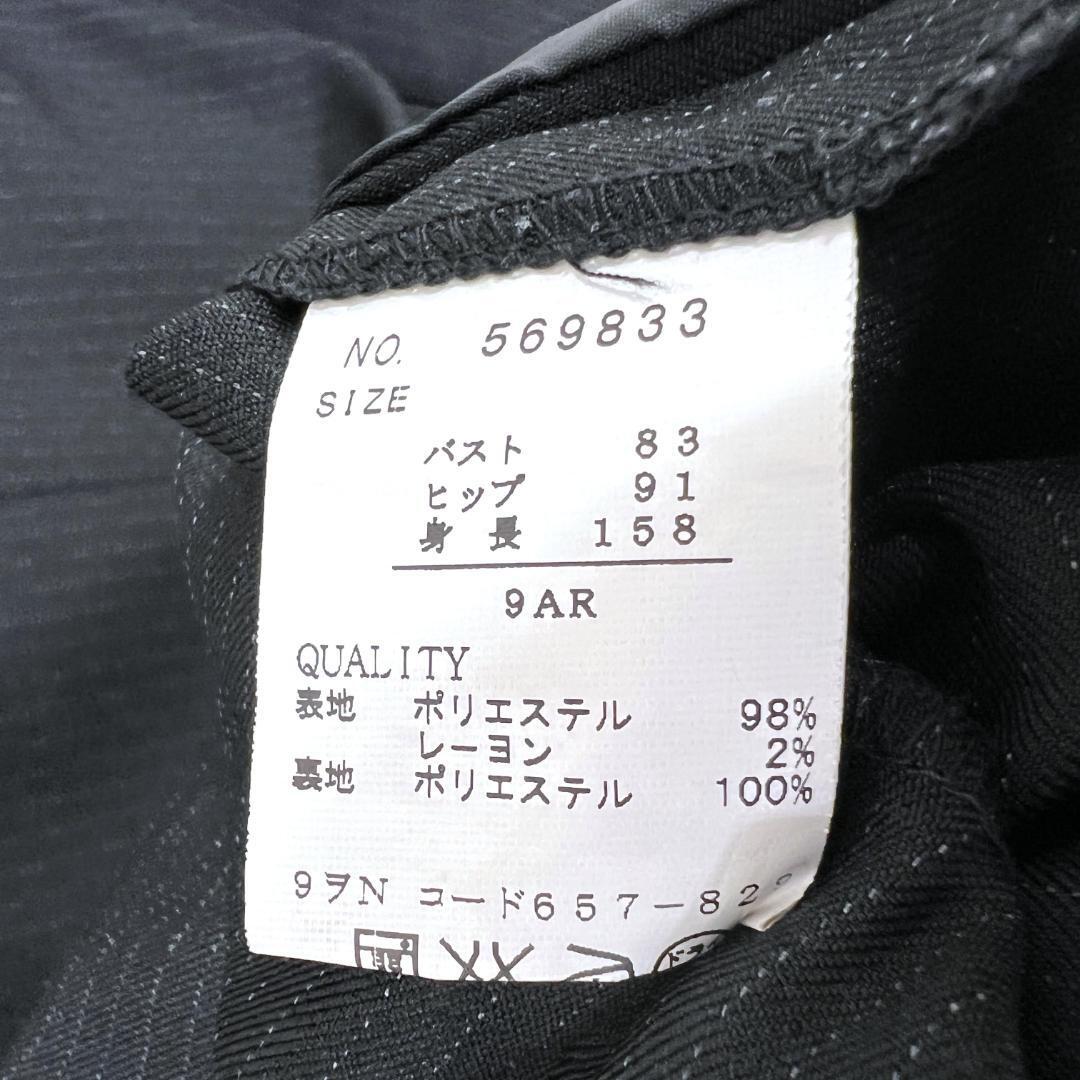 NO. 569833
SIZE
バスト 83
ヒップ 91
身長 158
9AR
QUALITY
表地 ポリエステル 98%
レーヨン 2%
裏地 ポリエステル 100%
9ヲN コード657-82